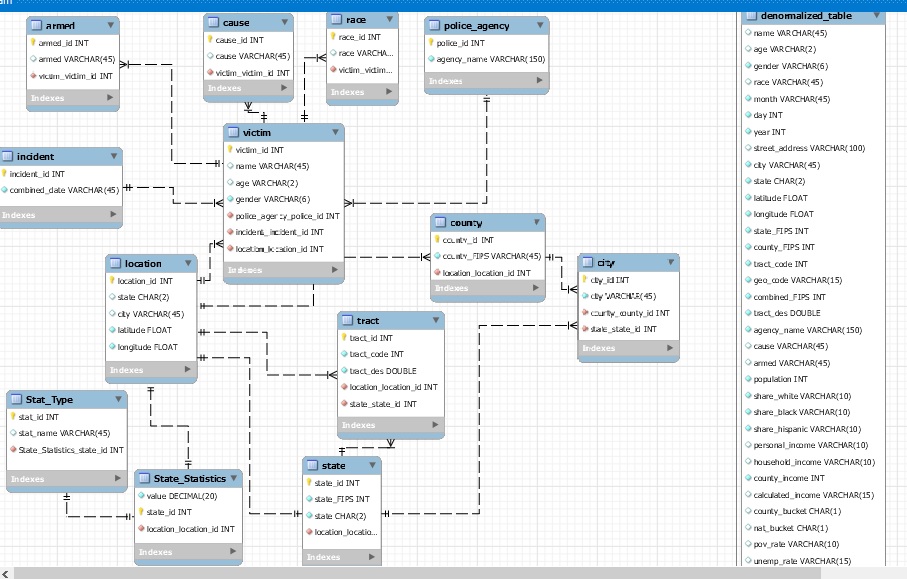 armed
armed_id INT
armed VARCHAR(45)
victim_victim_id INT
Indexes
cause
cause_id INT
cause VARCHAR(45)
victim_victim_id INT
Indexes
race
race_id INT
race VARCHA...
victim_victim...
Indexes
police_agency
police_id INT
agency_name VARCHAR(150)
Indexes
incident
incident_id INT
combined_date VARCHAR(45)
Indexes
victim
victim_id INT
name VARCHAR(45)
age VARCHAR(2)
gender VARCHAR(6)
police_agency_police_id INT
incident_incident_id INT
location_location_id INT
Indexes
county
county_id INT
county_FIPS VARCHAR(45)
location_location_id INT
Indexes
city
city_id INT
city VARCHAR(45)
county_county_id INT
state_state_id INT
Indexes
location
location_id INT
state CHAR(2)
city VARCHAR(45)
latitude FLOAT
longitude FLOAT
Indexes
tract
tract_id INT
tract_code INT
tract_des DOUBLE
location_location_id INT
state_state_id INT
Indexes
Stat_Type
stat_id INT
stat_name VARCHAR(45)
State_Statistics_state_id INT
Indexes
State_Statistics
value DECIMAL(20)
state_id INT
location_location_id INT
Indexes
state
state_id INT
state_FIPS INT
state CHAR(2)
location_locatio...
Indexes
denormalized_table
name VARCHAR(45)
age VARCHAR(2)
gender VARCHAR(6)
race VARCHAR(45)
month VARCHAR(45)
day INT
year INT
street_address VARCHAR(100)
city VARCHAR(45)
state CHAR(2)
latitude FLOAT
longitude FLOAT
state_FIPS INT
county_FIPS INT
tract_code INT
geo_code VARCHAR(15)
combined_FIPS INT
tract_des DOUBLE
agency_name VARCHAR(150)
cause VARCHAR(45)
armed VARCHAR(45)
population INT
share_white VARCHAR(10)
share_black VARCHAR(10)
share_hispanic VARCHAR(10)
personal_income VARCHAR(10)
household_income VARCHAR(10)
county_income INT
calculated_income VARCHAR(15)
county_bucket CHAR(1)
nat_bucket CHAR(1)
pov_rate VARCHAR(10)
unemp_rate VARCHAR(15)